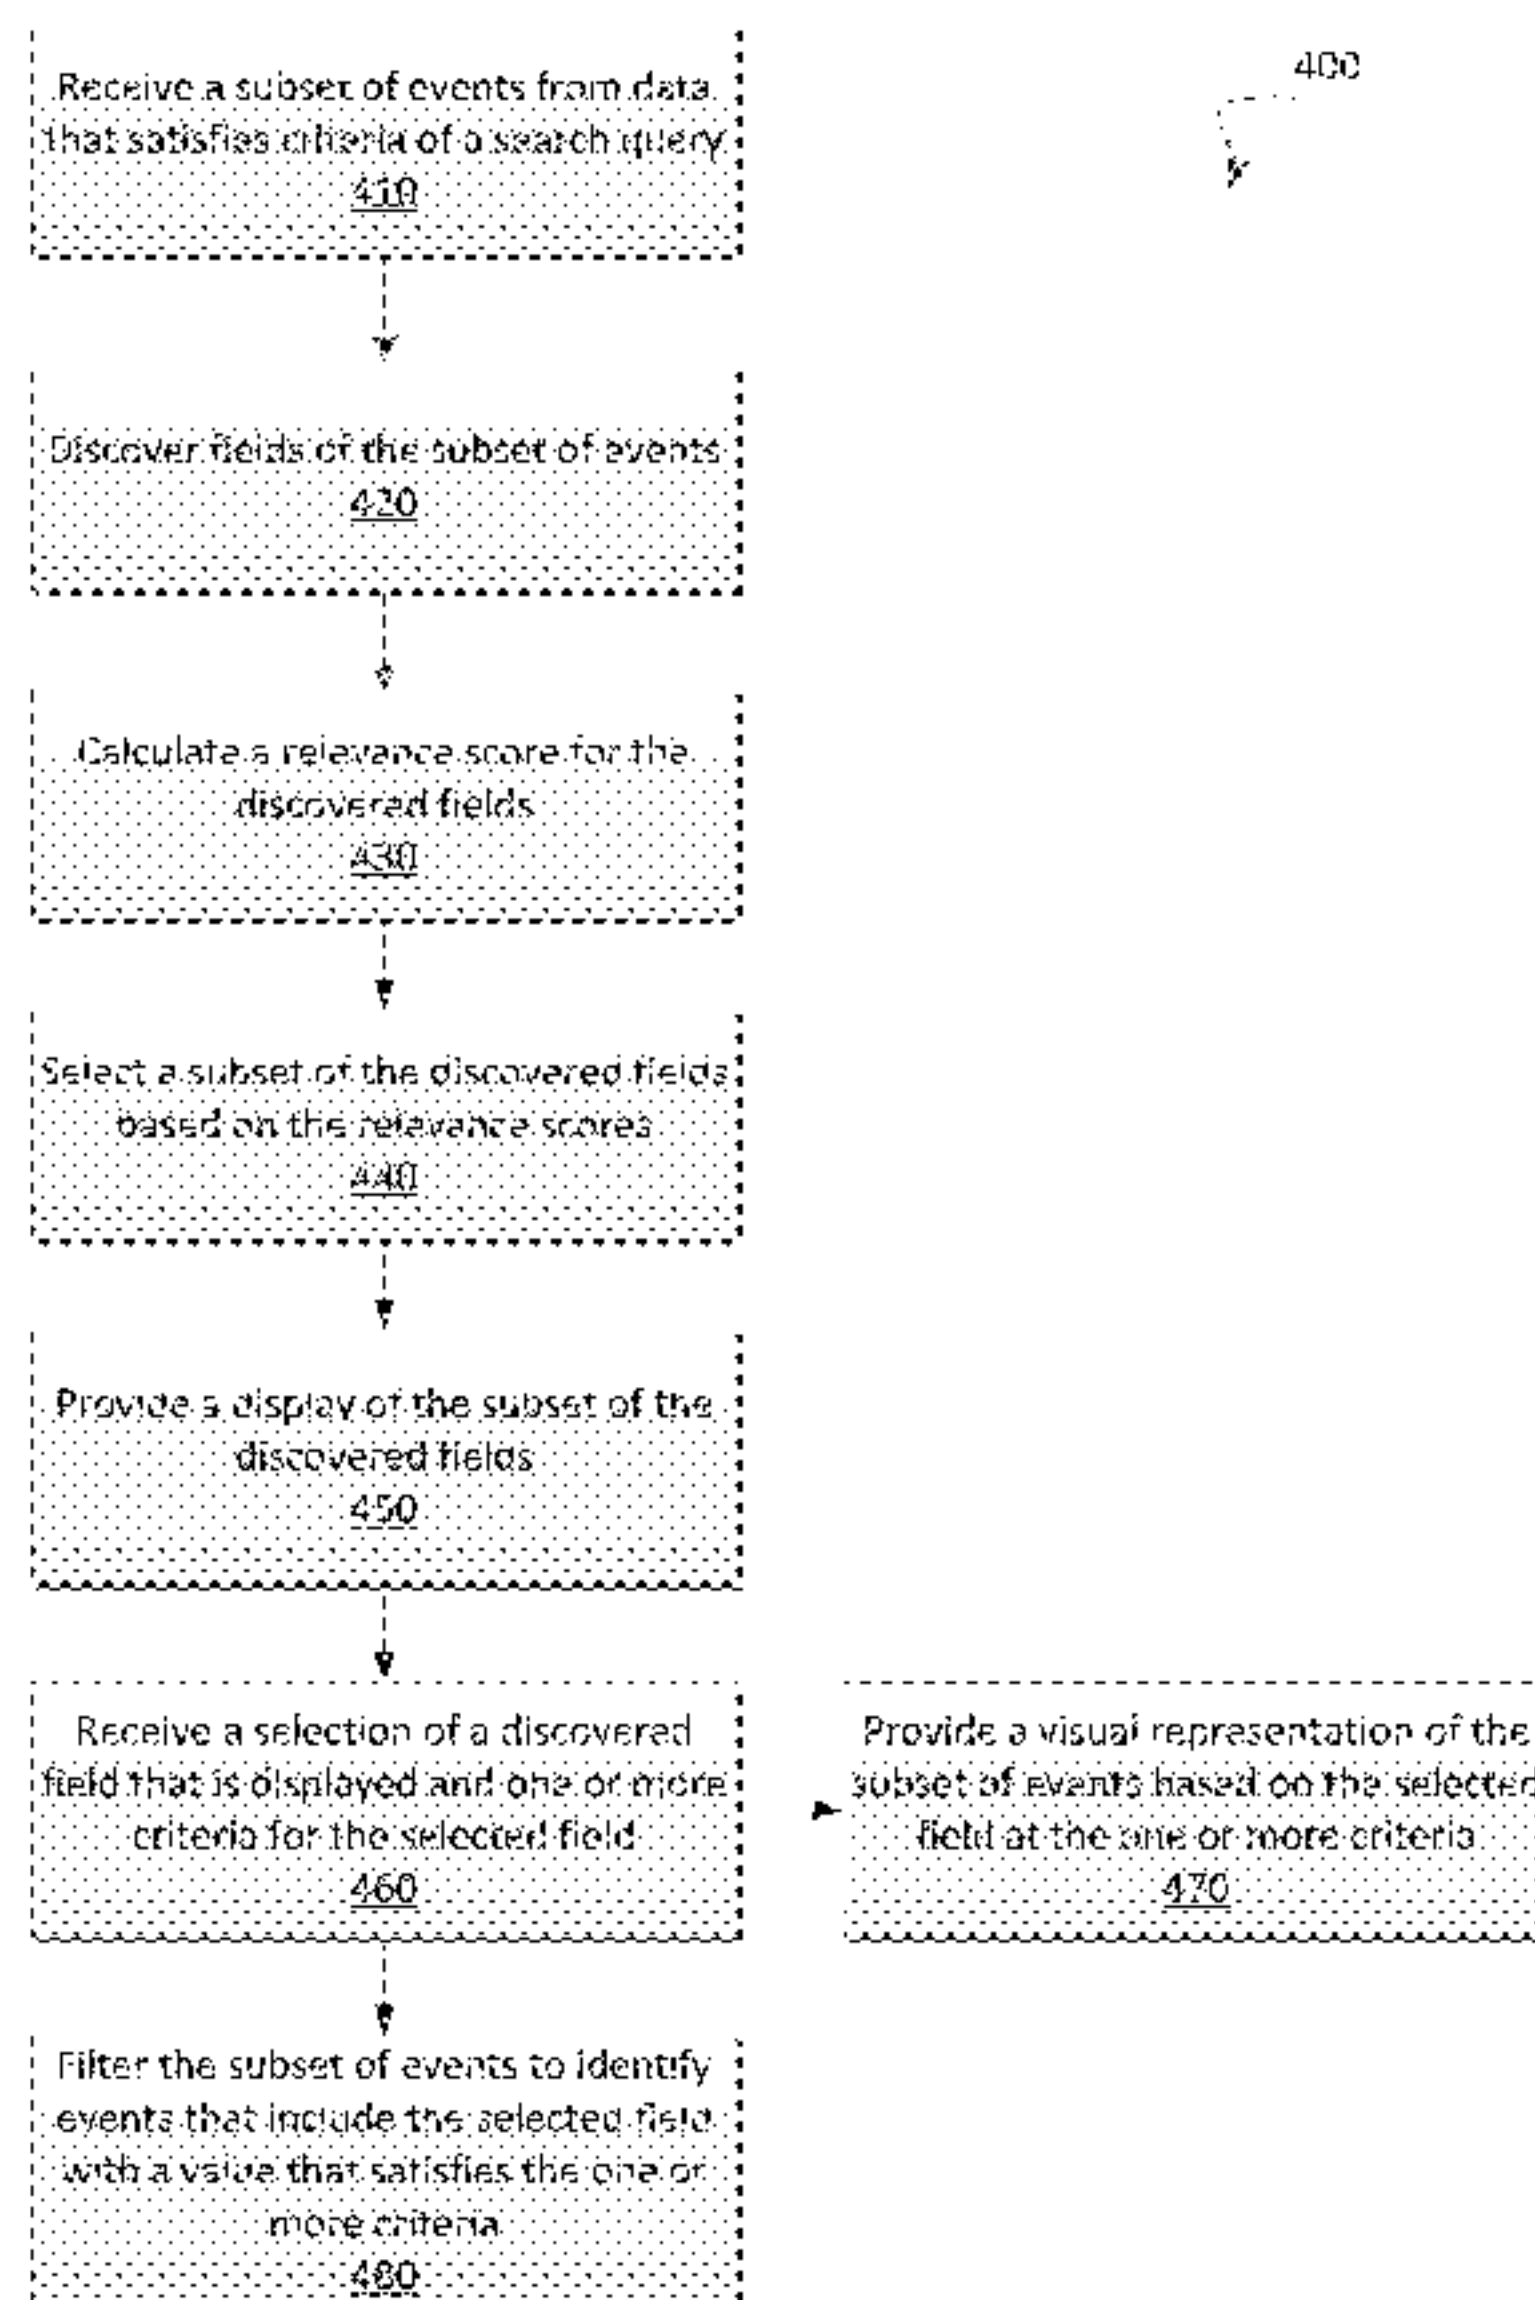 400
Receive a subset of events from data
that satisfies criteria of a search query
410
Discover fields of the subset of events
420
Calculate a relevance score for the
discovered fields
430
Select a subset of the discovered fields
based on the relevance scores
440
Provide a display of the subset of the
discovered fields
450
Receive a selection of a discovered
field that is displayed and one or more
criteria for the selected field
460
Provide a visual representation of the
subset of events based on the selected
field at the one or more criteria
470
Filter the subset of events to identify
events that include the selected field
with a value that satisfies the one or
more criteria
480